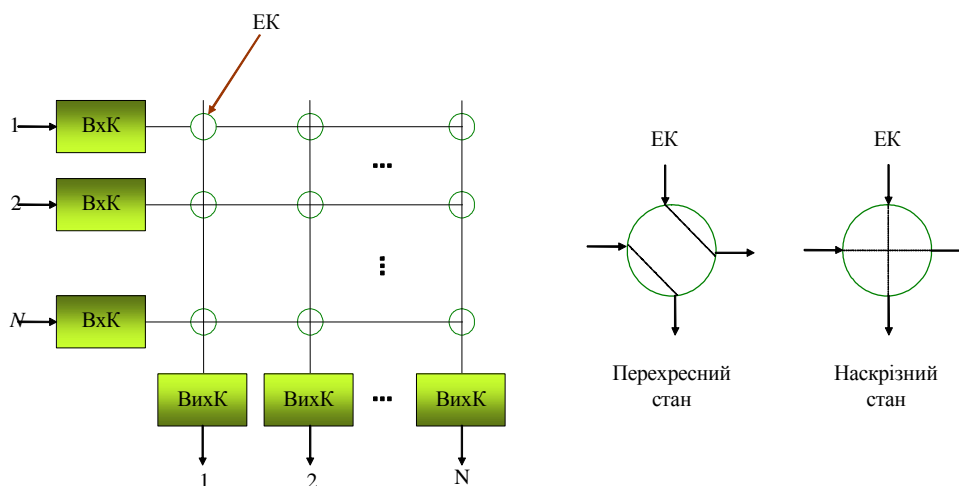 ЕК
1
ВхК
...
2
ВхК
...
N
ВхК
ВихК
ВихК
...
ВихК
1
2
N
ЕК
ЕК
Перехресний
стан
Наскрізний
стан